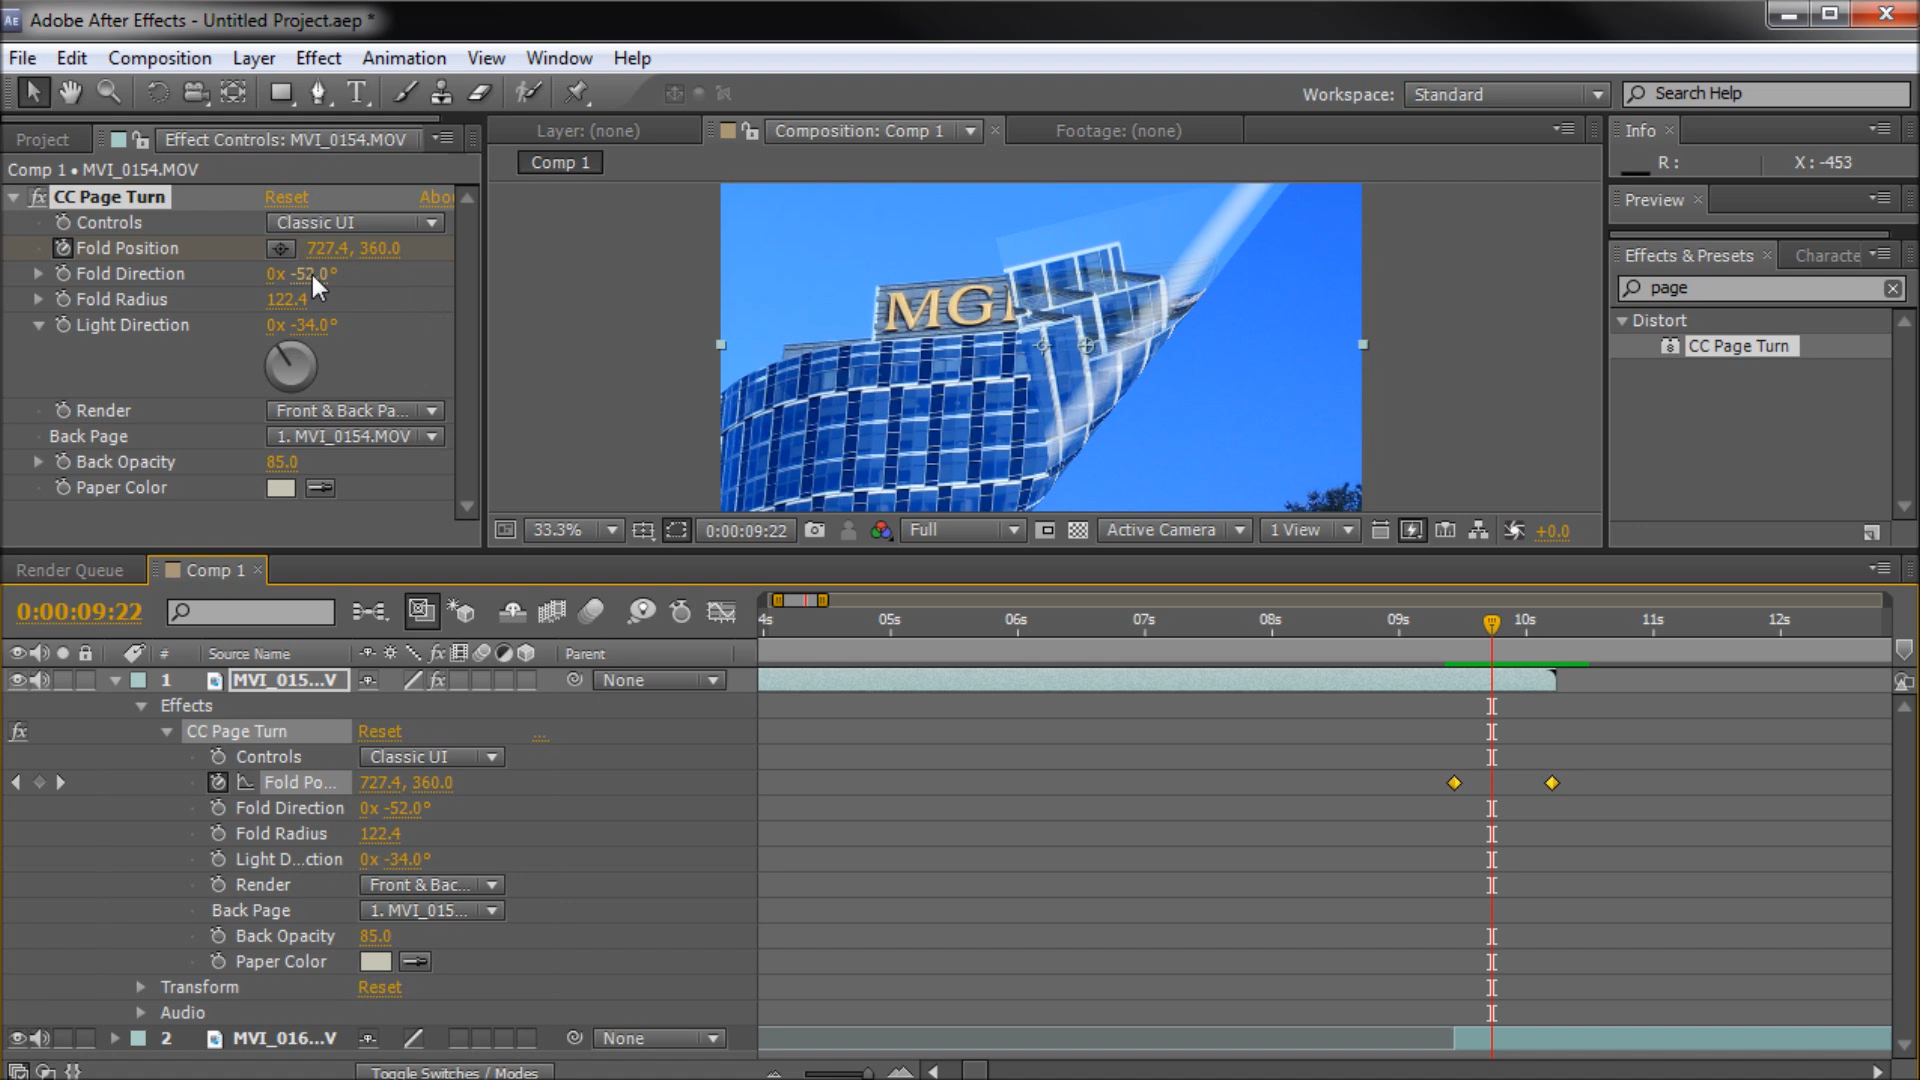 Adobe After Effects - Untitled Project.aep *
File Edit Composition Layer Effect Animation View Window Help
Workspace: Standard Search Help
Project Effect Controls: MVI_0154.MOV
Comp 1 • MVI_0154.MOV
CC Page Turn Reset Abo
Controls Classic UI
Fold Position 727.4, 360.0
Fold Direction 0x -52.0°
Fold Radius 122.4
Light Direction 0x -34.0°
Render Front & Back Pa...
Back Page 1. MVI_0154.MOV
Back Opacity 85.0
Paper Color
Layer: (none) Composition: Comp 1 Footage: (none)
Comp 1
MG
33.3% 0:00:09:22 Full Active Camera 1 View +0.0
Info
R: X: -453
Preview
Effects & Presets Characte
page
Distort
CC Page Turn
Render Queue Comp 1
0:00:09:22
4s 05s 06s 07s 08s 09s 10s 11s 12s
# Source Name Parent
1 MVI_015...V None
Effects
CC Page Turn Reset ...
Controls Classic UI
Fold Po... 727.4, 360.0
Fold Direction 0x -52.0°
Fold Radius 122.4
Light D...ction 0x -34.0°
Render Front & Bac...
Back Page 1. MVI_015...
Back Opacity 85.0
Paper Color
Transform Reset
Audio
2 MVI_016...V None
Toggle Switches / Modes